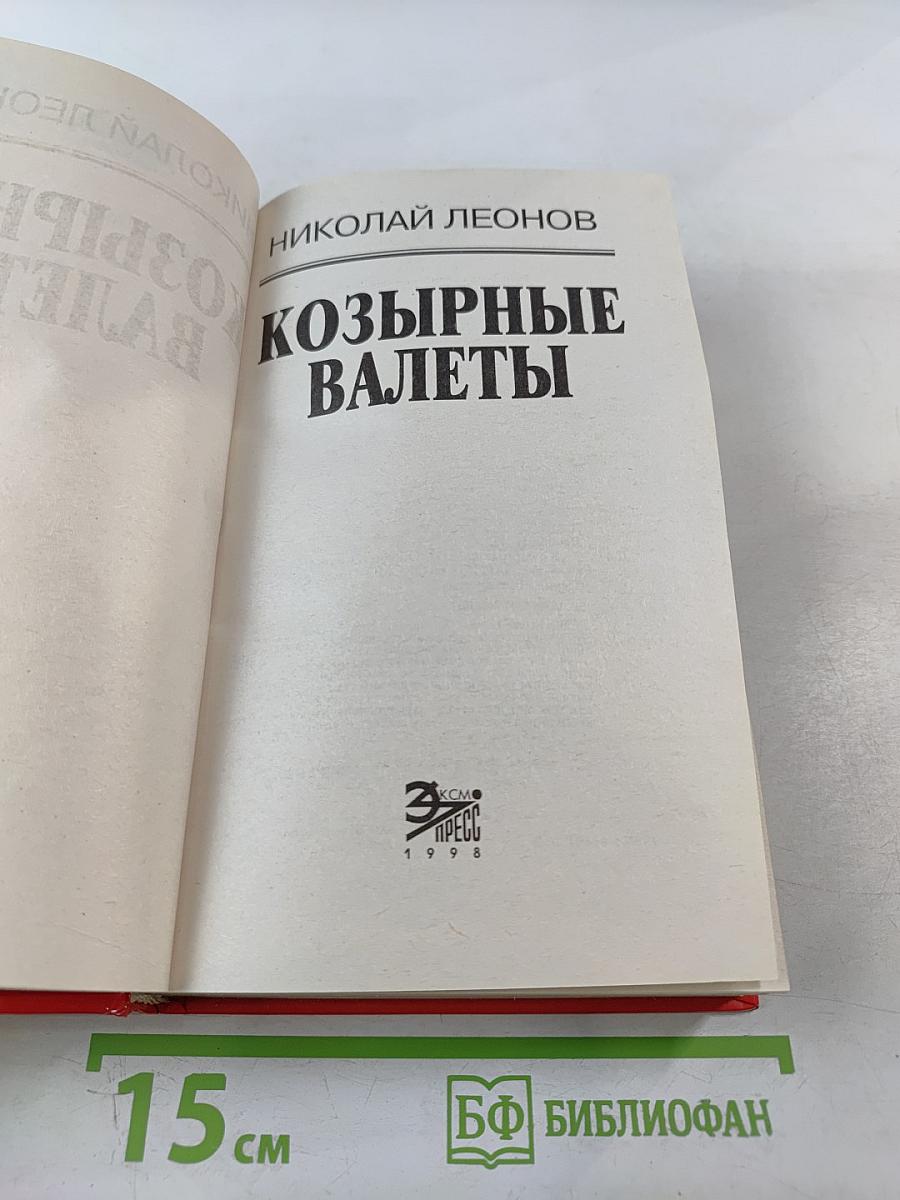 НИКОЛАЙ ЛЕОНОВ
КОЗЫРНЫЕ
ВАЛЕТЫ
ЭКСМО
ПРЕСС
1998
15 см
БФ БИБЛИОФАН